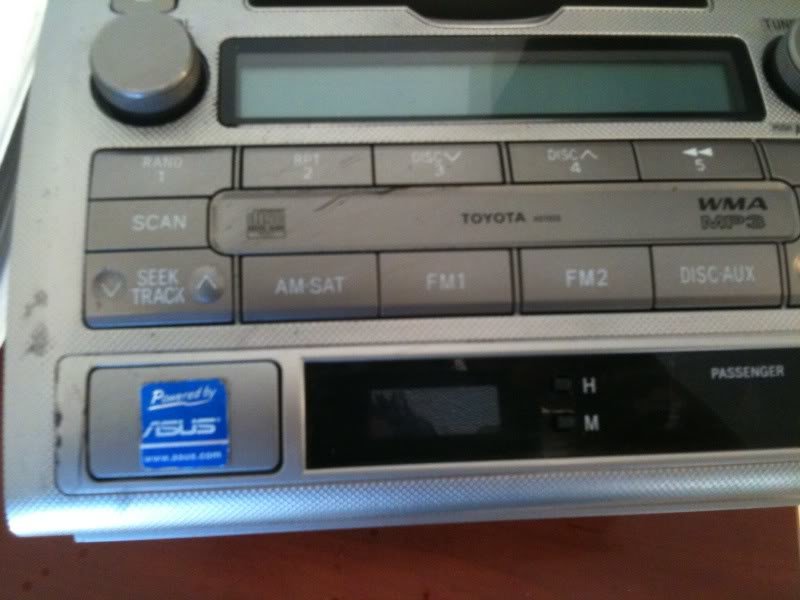 TUN
RAND
1
RPT
2
DISC
3
DISC
4
5
SCAN
TOYOTA
WMA
MP3
SEEK
TRACK
AM·SAT
FM1
FM2
DISC·AUX
Powered by
ASUS
www.asus.com
H
M
PASSENGER